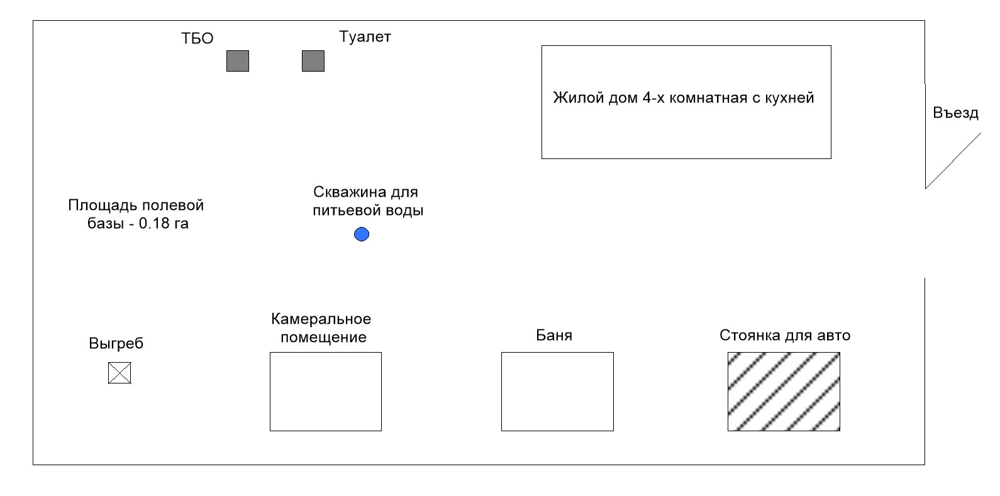 ТБО
Туалет
Жилой дом 4-х комнатная с кухней
Въезд
Скважина для
питьевой воды
Площадь полевой
базы - 0.18 га
Камеральное
помещение
Выгреб
Баня
Стоянка для авто